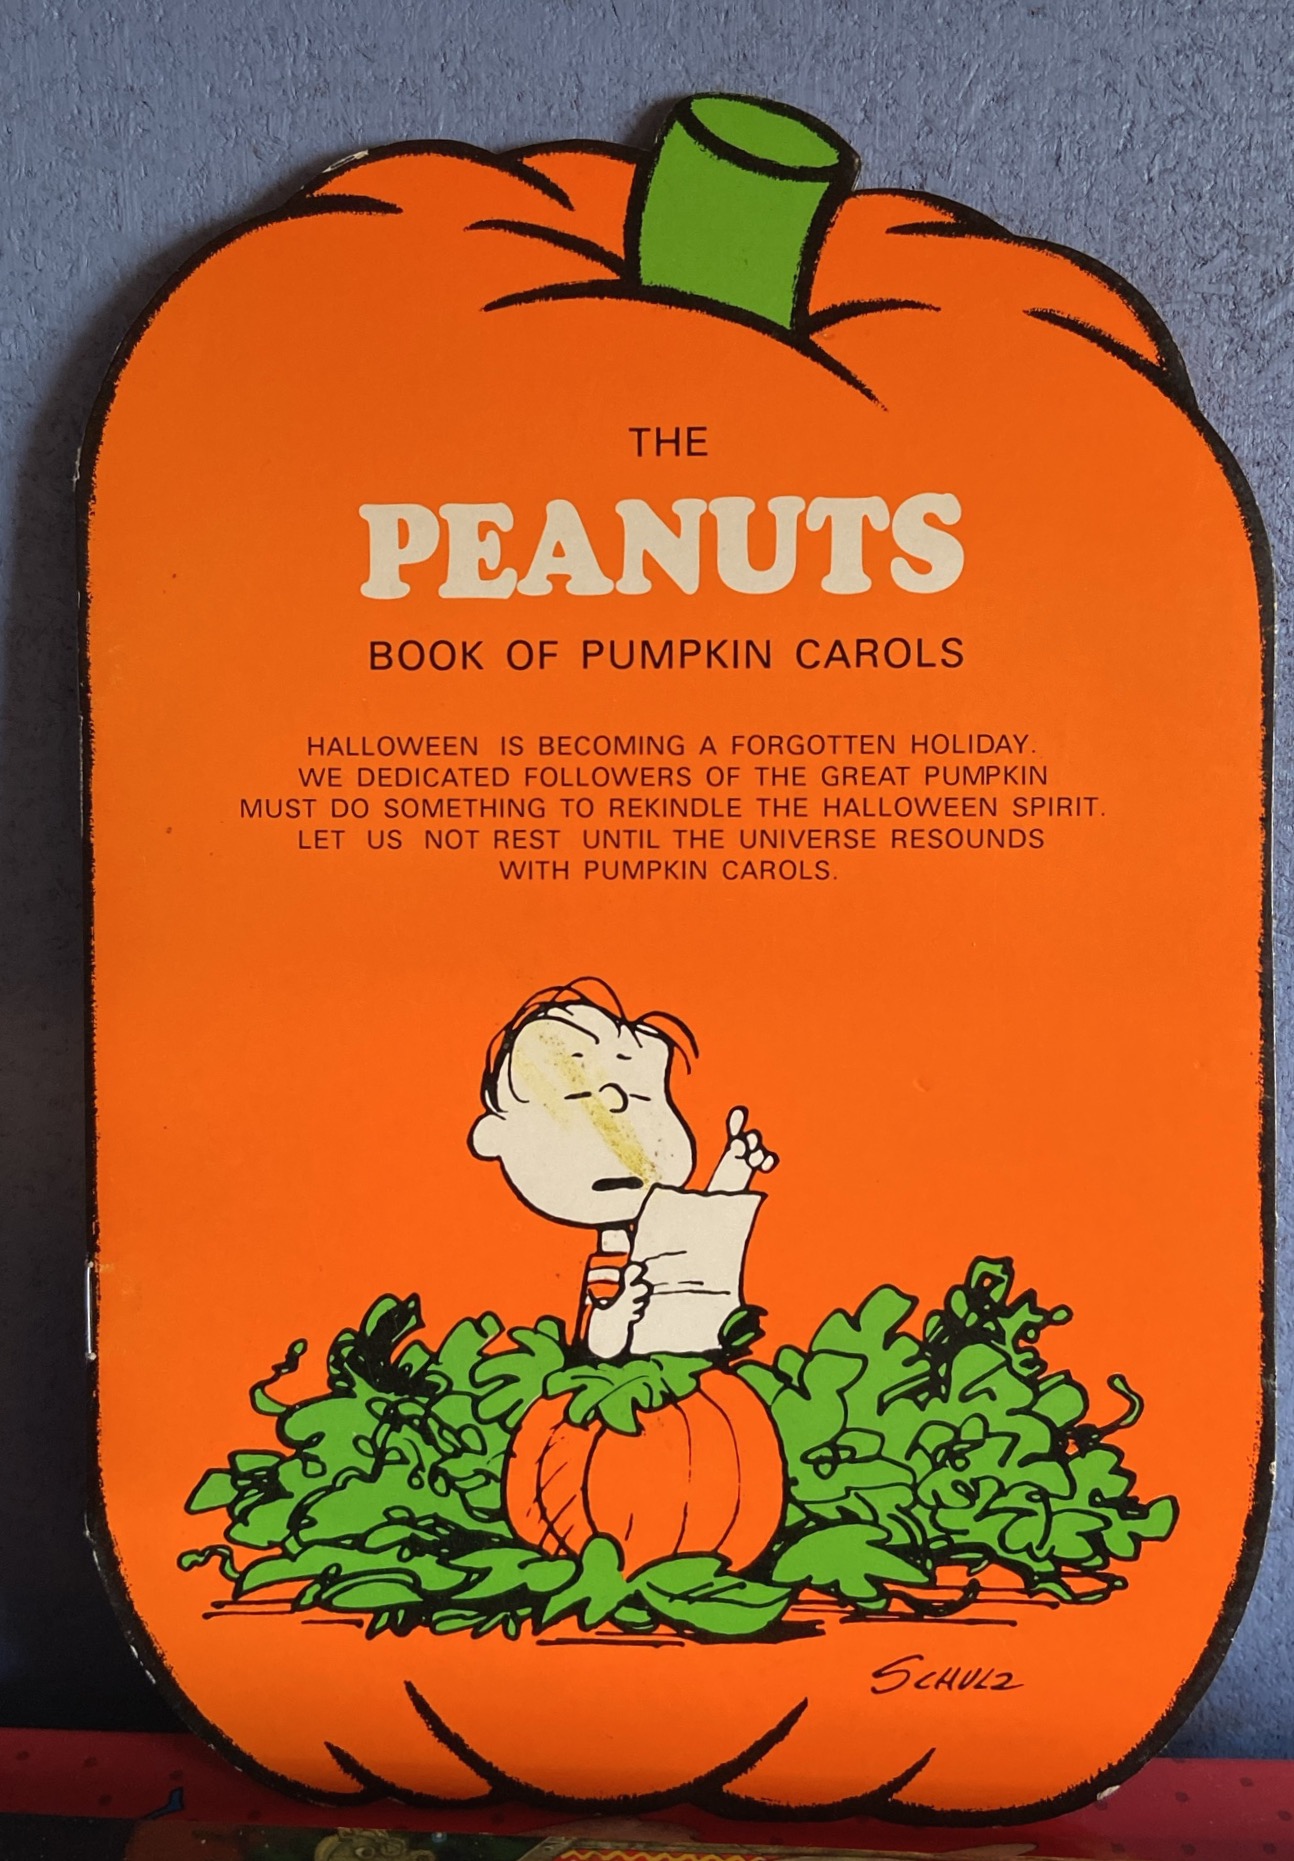 THE
PEANUTS
BOOK OF PUMPKIN CAROLS
HALLOWEEN IS BECOMING A FORGOTTEN HOLIDAY.
WE DEDICATED FOLLOWERS OF THE GREAT PUMPKIN
MUST DO SOMETHING TO REKINDLE THE HALLOWEEN SPIRIT.
LET US NOT REST UNTIL THE UNIVERSE RESOUNDS
WITH PUMPKIN CAROLS.
SCHULZ